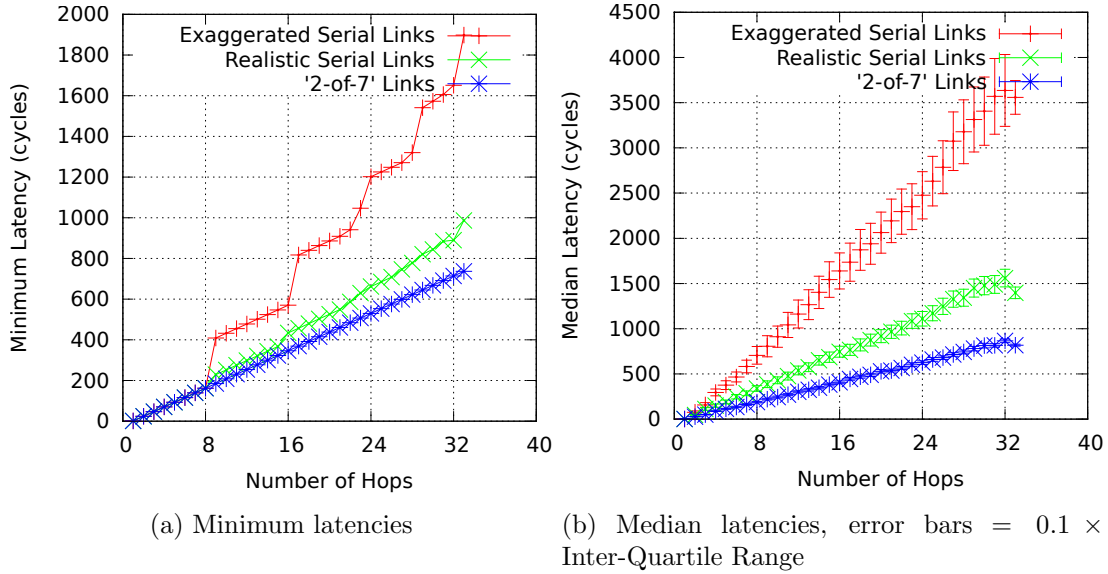 2000
1800
1600
1400
1200
1000
800
600
400
200
0
Minimum Latency (cycles)
Exaggerated Serial Links
Realistic Serial Links
'2-of-7' Links
0 8 16 24 32 40
Number of Hops
(a) Minimum latencies
4500
4000
3500
3000
2500
2000
1500
1000
500
0
Median Latency (cycles)
Exaggerated Serial Links
Realistic Serial Links
'2-of-7' Links
0 8 16 24 32 40
Number of Hops
(b) Median latencies, error bars = 0.1 ×
Inter-Quartile Range